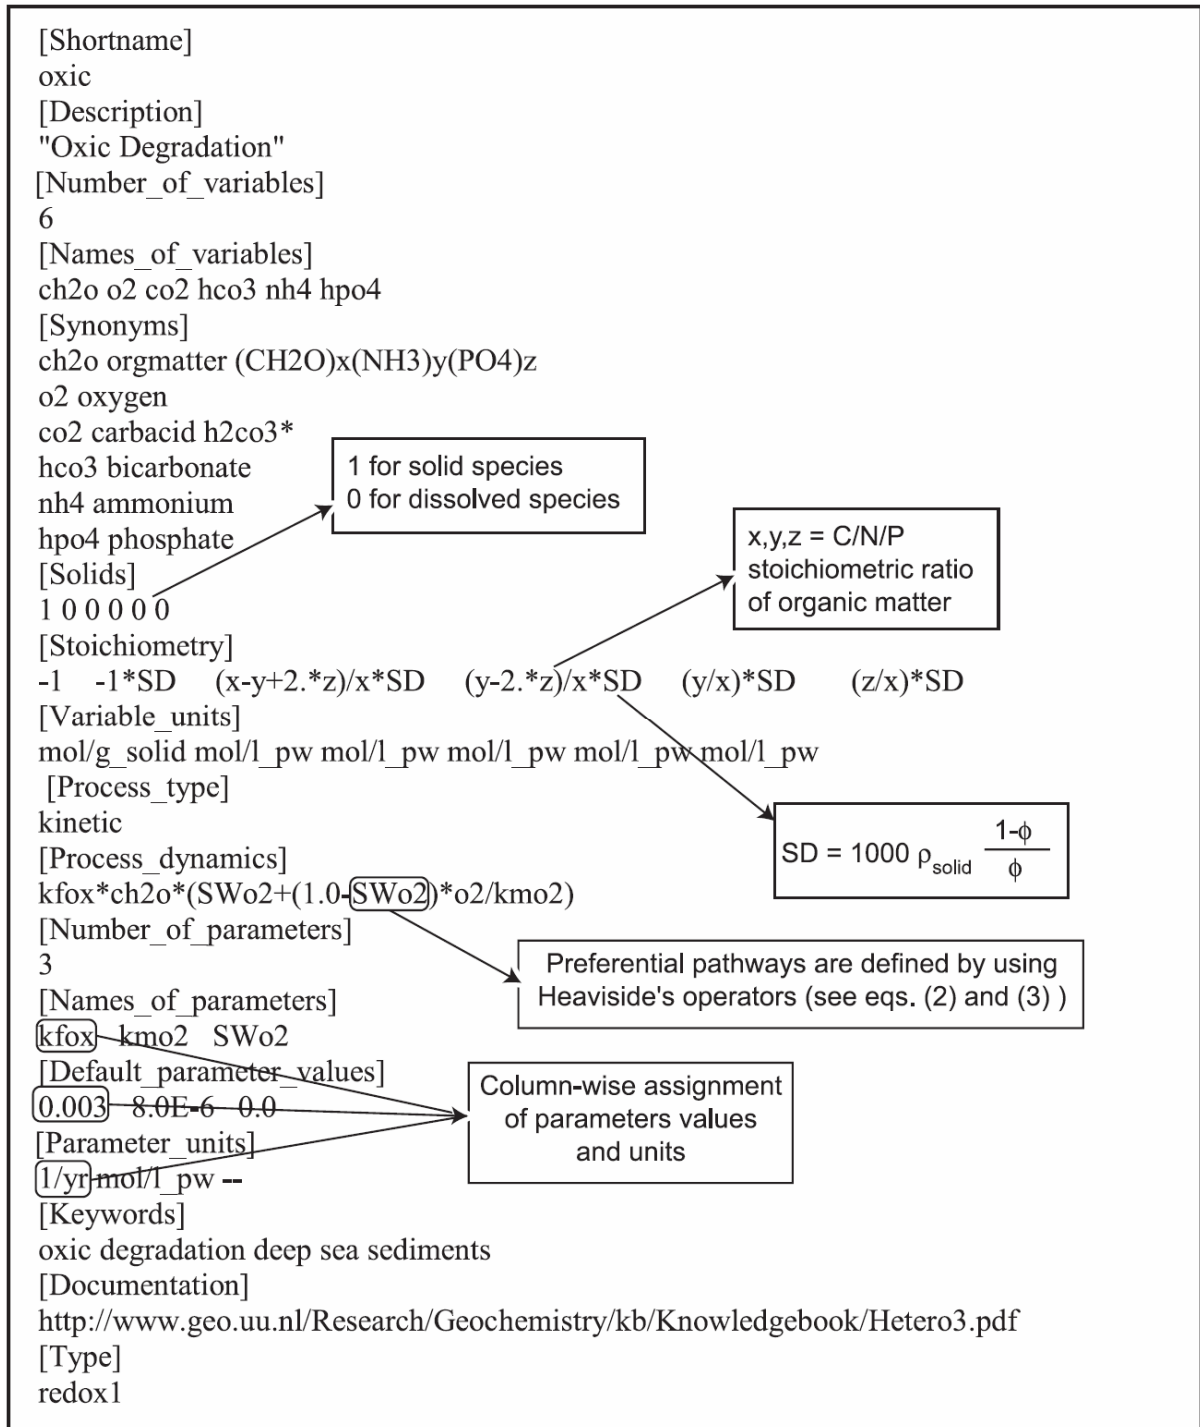 [Shortname]
oxic
[Description]
"Oxic Degradation"
[Number_of_variables]
6
[Names_of_variables]
ch2o o2 co2 hco3 nh4 hpo4
[Synonyms]
ch2o orgmatter (CH2O)x(NH3)y(PO4)z
o2 oxygen
co2 carbacid h2co3*
hco3 bicarbonate
nh4 ammonium
hpo4 phosphate
1 for solid species
0 for dissolved species
[Solids]
1 0 0 0 0 0
x,y,z = C/N/P
stoichiometric ratio
of organic matter
[Stoichiometry]
-1 -1*SD (x-y+2.*z)/x*SD (y-2.*z)/x*SD (y/x)*SD (z/x)*SD
[Variable_units]
mol/g_solid mol/l_pw mol/l_pw mol/l_pw mol/l_pw mol/l_pw
[Process_type]
kinetic
SD = 1000 ρsolid 1-ϕ / ϕ
[Process_dynamics]
kfox*ch2o*(SWo2+(1.0-SWo2)*o2/kmo2)
[Number_of_parameters]
3
Preferential pathways are defined by using
Heaviside's operators (see eqs. (2) and (3) )
[Names_of_parameters]
kfox kmo2 SWo2
[Default_parameter_values]
0.003 8.0E-6 0.0
Column-wise assignment
of parameters values
and units
[Parameter_units]
1/yr mol/l_pw --
[Keywords]
oxic degradation deep sea sediments
[Documentation]
http://www.geo.uu.nl/Research/Geochemistry/kb/Knowledgebook/Hetero3.pdf
[Type]
redox1